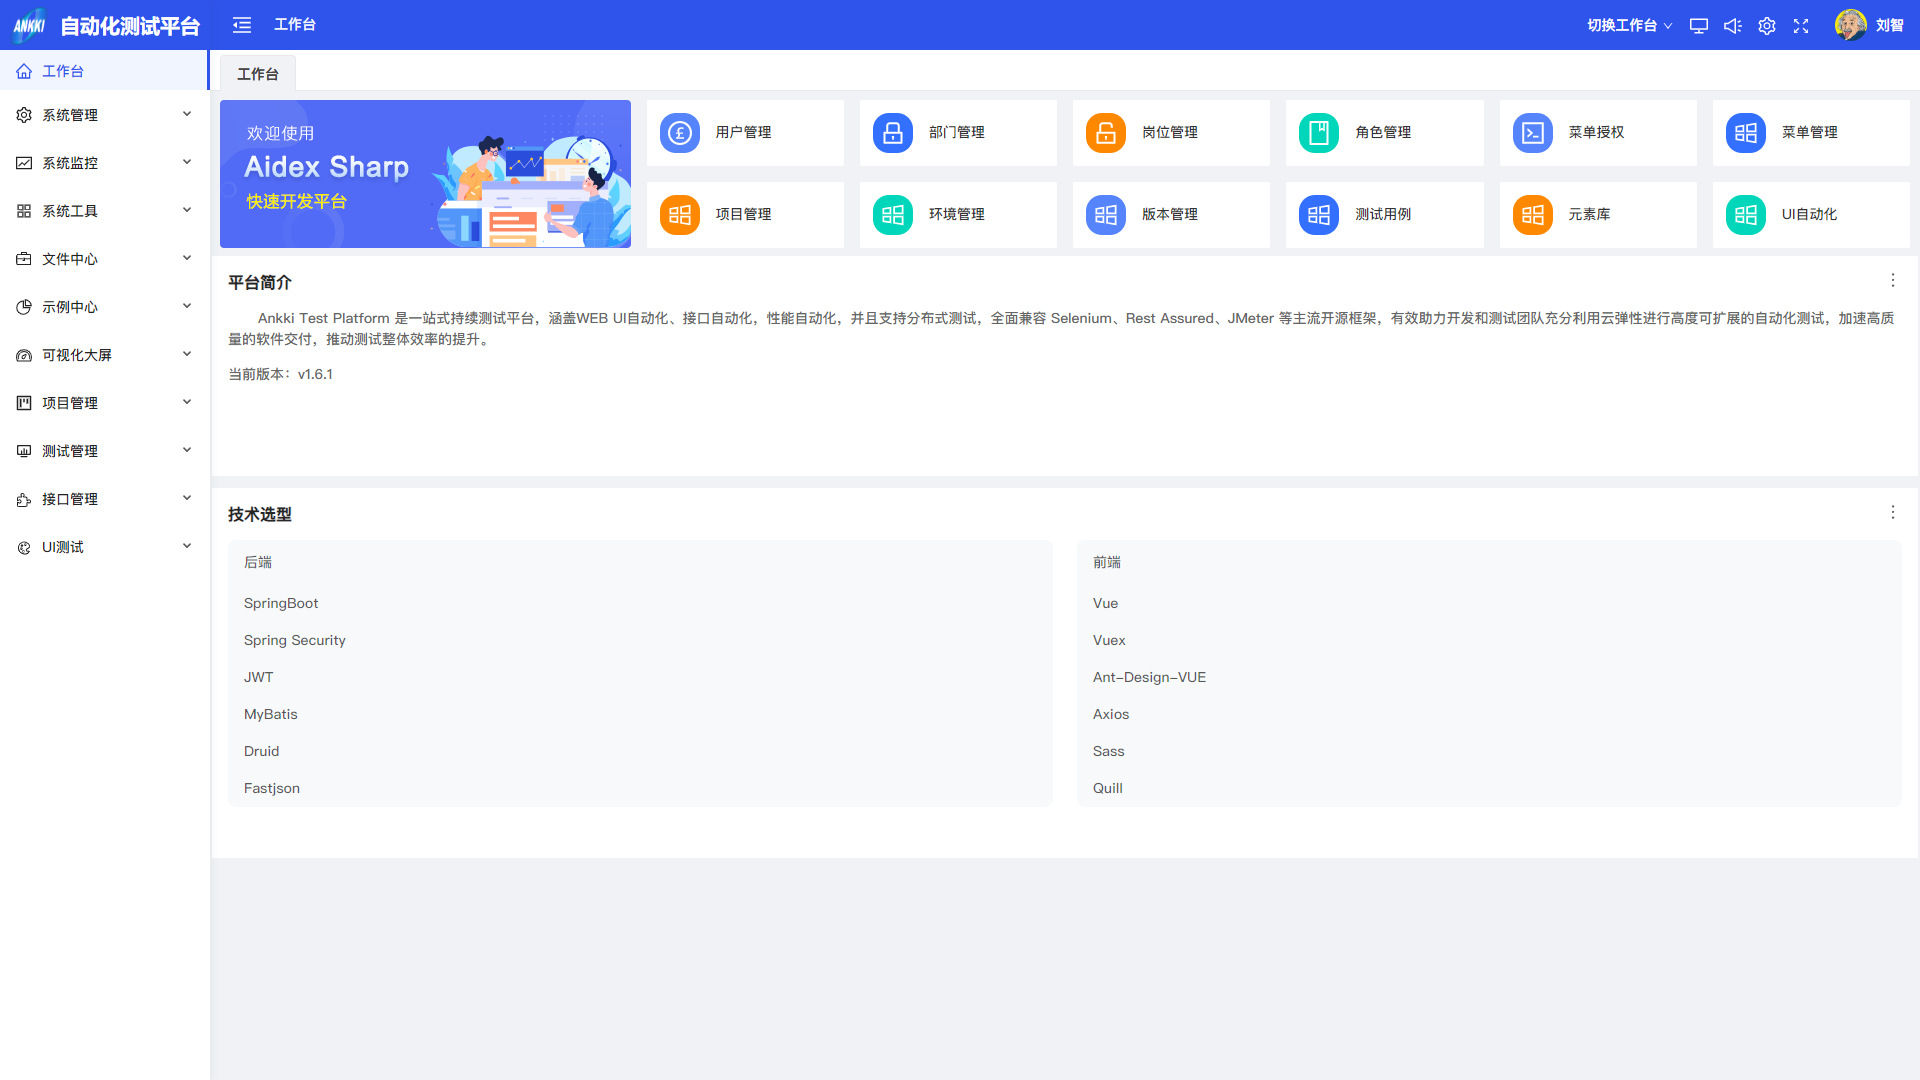 ANKKI 自动化测试平台
工作台
切换工作台
刘智
工作台
系统管理
系统监控
系统工具
文件中心
示例中心
可视化大屏
项目管理
测试管理
接口管理
UI测试
工作台
欢迎使用
Aidex Sharp
快速开发平台
用户管理
部门管理
岗位管理
角色管理
菜单授权
菜单管理
项目管理
环境管理
版本管理
测试用例
元素库
UI自动化
平台简介
Ankki Test Platform 是一站式持续测试平台，涵盖WEB UI自动化、接口自动化，性能自动化，并且支持分布式测试，全面兼容 Selenium、Rest Assured、JMeter 等主流开源框架，有效助力开发和测试团队充分利用云弹性进行高度可扩展的自动化测试，加速高质
量的软件交付，推动测试整体效率的提升。
当前版本：v1.6.1
技术选型
后端
SpringBoot
Spring Security
JWT
MyBatis
Druid
Fastjson
前端
Vue
Vuex
Ant-Design-VUE
Axios
Sass
Quill